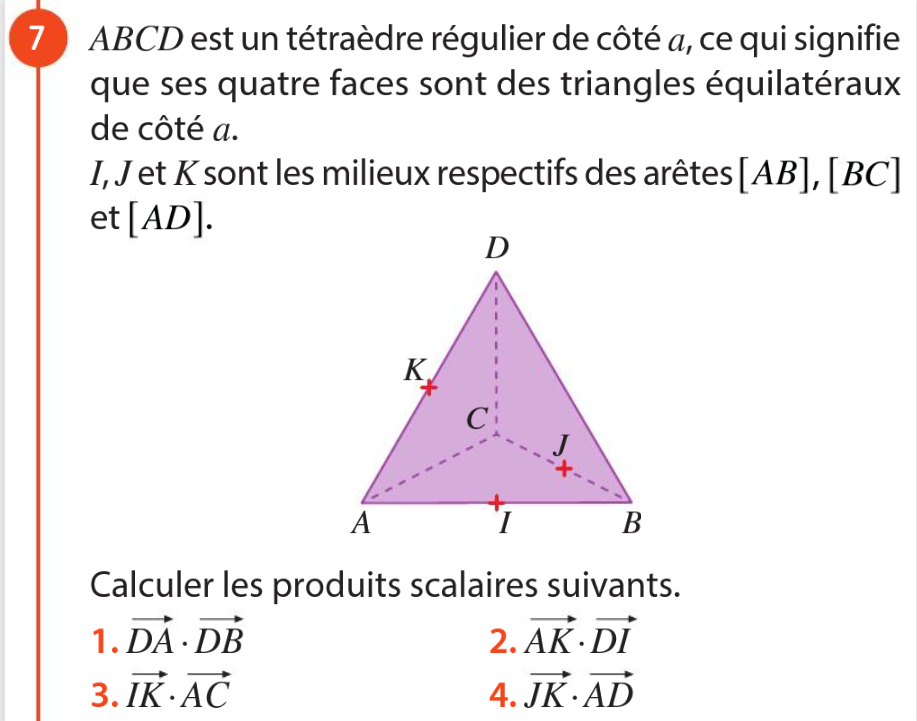 7 ABCD est un tétraèdre régulier de côté a, ce qui signifie
que ses quatre faces sont des triangles équilatéraux
de côté a.
I, J et K sont les milieux respectifs des arêtes [AB], [BC]
et [AD].
D
K
C
J
A I B
Calculer les produits scalaires suivants.
1. $\overrightarrow{DA} \cdot \overrightarrow{DB}$ 2. $\overrightarrow{AK} \cdot \overrightarrow{DI}$
3. $\overrightarrow{IK} \cdot \overrightarrow{AC}$ 4. $\overrightarrow{JK} \cdot \overrightarrow{AD}$